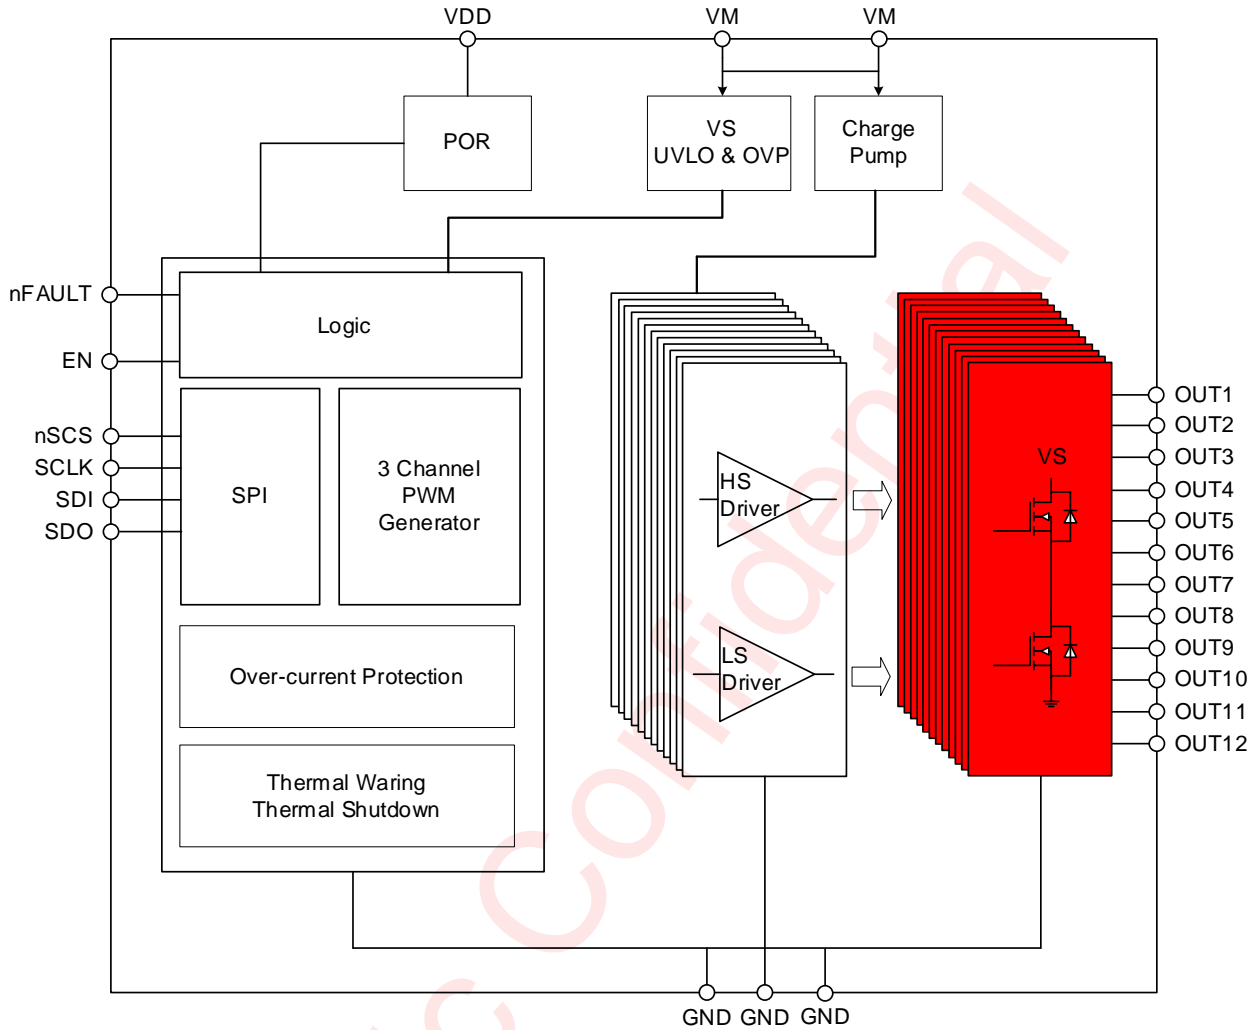 VDD
VM
VM
POR
VS
UVLO & OVP
Charge
Pump
nFAULT
EN
nSCS
SCLK
SDI
SDO
Logic
SPI
3 Channel
PWM
Generator
Over-current Protection
Thermal Waring
Thermal Shutdown
HS
Driver
LS
Driver
VS
OUT1
OUT2
OUT3
OUT4
OUT5
OUT6
OUT7
OUT8
OUT9
OUT10
OUT11
OUT12
GND
GND
GND
Confidential